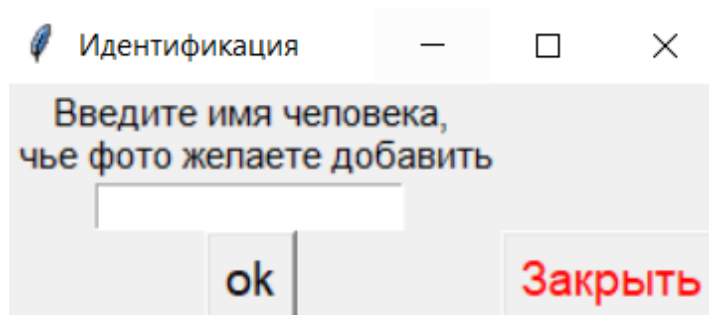 Идентификация
Введите имя человека,
чье фото желаете добавить
ok
Закрыть